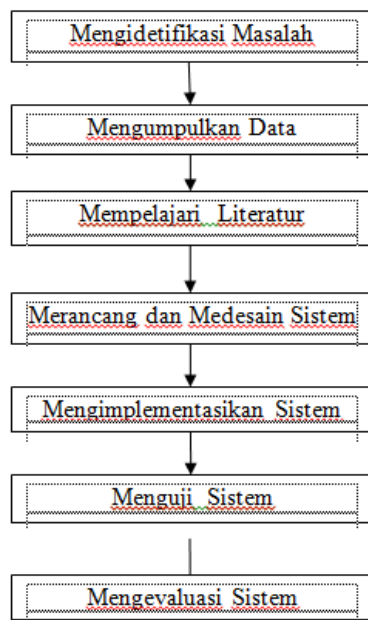 Mengidetifikasi Masalah
Mengumpulkan Data
Mempelajari Literatur
Merancang dan Medesain Sistem
Mengimplementasikan Sistem
Menguji Sistem
Mengevaluasi Sistem